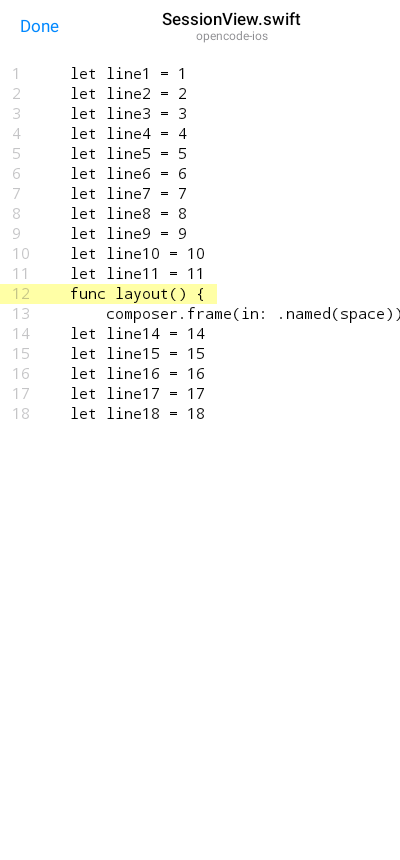 Done
SessionView.swift
opencode-ios
1 let line1 = 1
2 let line2 = 2
3 let line3 = 3
4 let line4 = 4
5 let line5 = 5
6 let line6 = 6
7 let line7 = 7
8 let line8 = 8
9 let line9 = 9
10 let line10 = 10
11 let line11 = 11
12 func layout() {
13     composer.frame(in: .named(space))
14 let line14 = 14
15 let line15 = 15
16 let line16 = 16
17 let line17 = 17
18 let line18 = 18